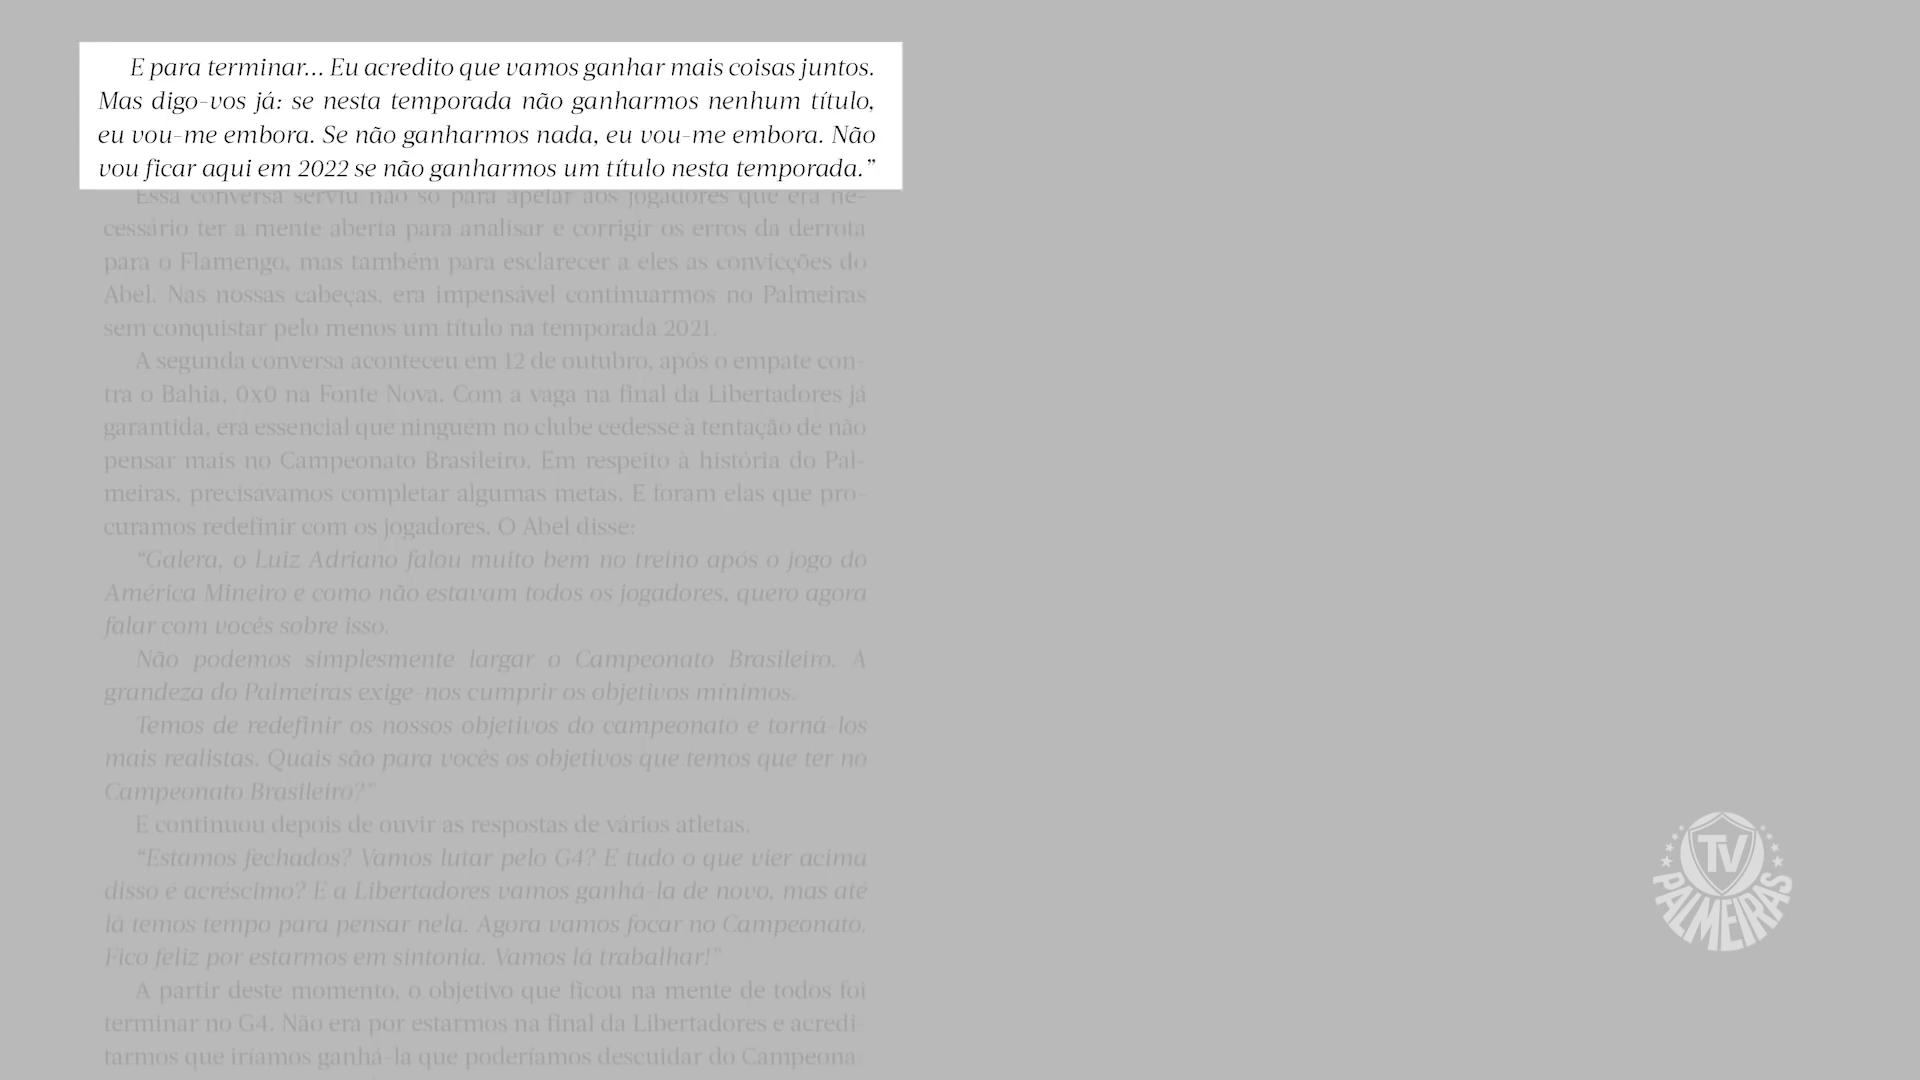 E para terminar... Eu acredito que vamos ganhar mais coisas juntos.
Mas digo-vos já: se nesta temporada não ganharmos nenhum título,
eu vou-me embora. Se não ganharmos nada, eu vou-me embora. Não
vou ficar aqui em 2022 se não ganharmos um título nesta temporada.”
Essa conversa serviu não só para apelar aos jogadores que era ne-
cessário ter a mente aberta para analisar e corrigir os erros da derrota
para o Flamengo, mas também para esclarecer a eles as convicções do
Abel. Nas nossas cabeças, era impensável continuarmos no Palmeiras
sem conquistar pelo menos um título na temporada 2021.
A segunda conversa aconteceu em 12 de outubro, após o empate con-
tra o Bahia, 0x0 na Fonte Nova. Com a vaga na final da Libertadores já
garantida, era essencial que ninguém no clube cedesse à tentação de não
pensar mais no Campeonato Brasileiro. Em respeito à história do Pal-
meiras, precisávamos completar algumas metas. E foram elas que pro-
curamos redefinir com os jogadores. O Abel disse:
“Galera, o Luiz Adriano falou muito bem no treino após o jogo do
América Mineiro e como não estavam todos os jogadores, quero agora
falar com vocês sobre isso.
Não podemos simplesmente largar o Campeonato Brasileiro. A
grandeza do Palmeiras exige-nos cumprir os objetivos mínimos.
Temos de redefinir os nossos objetivos do campeonato e torná-los
mais realistas. Quais são para vocês os objetivos que temos que ter no
Campeonato Brasileiro?”
E continuou depois de ouvir as respostas de vários atletas.
“Estamos fechados? Vamos lutar pelo G4? E tudo o que vier acima
disso é acréscimo? E a Libertadores vamos ganhá-la de novo, mas até
lá temos tempo para pensar nela. Agora vamos focar no Campeonato.
Fico feliz por estarmos em sintonia. Vamos lá trabalhar!”
A partir deste momento, o objetivo que ficou na mente de todos foi
terminar no G4. Não era por estarmos na final da Libertadores e acredi-
tarmos que iríamos ganhá-la que poderíamos descuidar do Campeona-
TV
PALMEIRAS